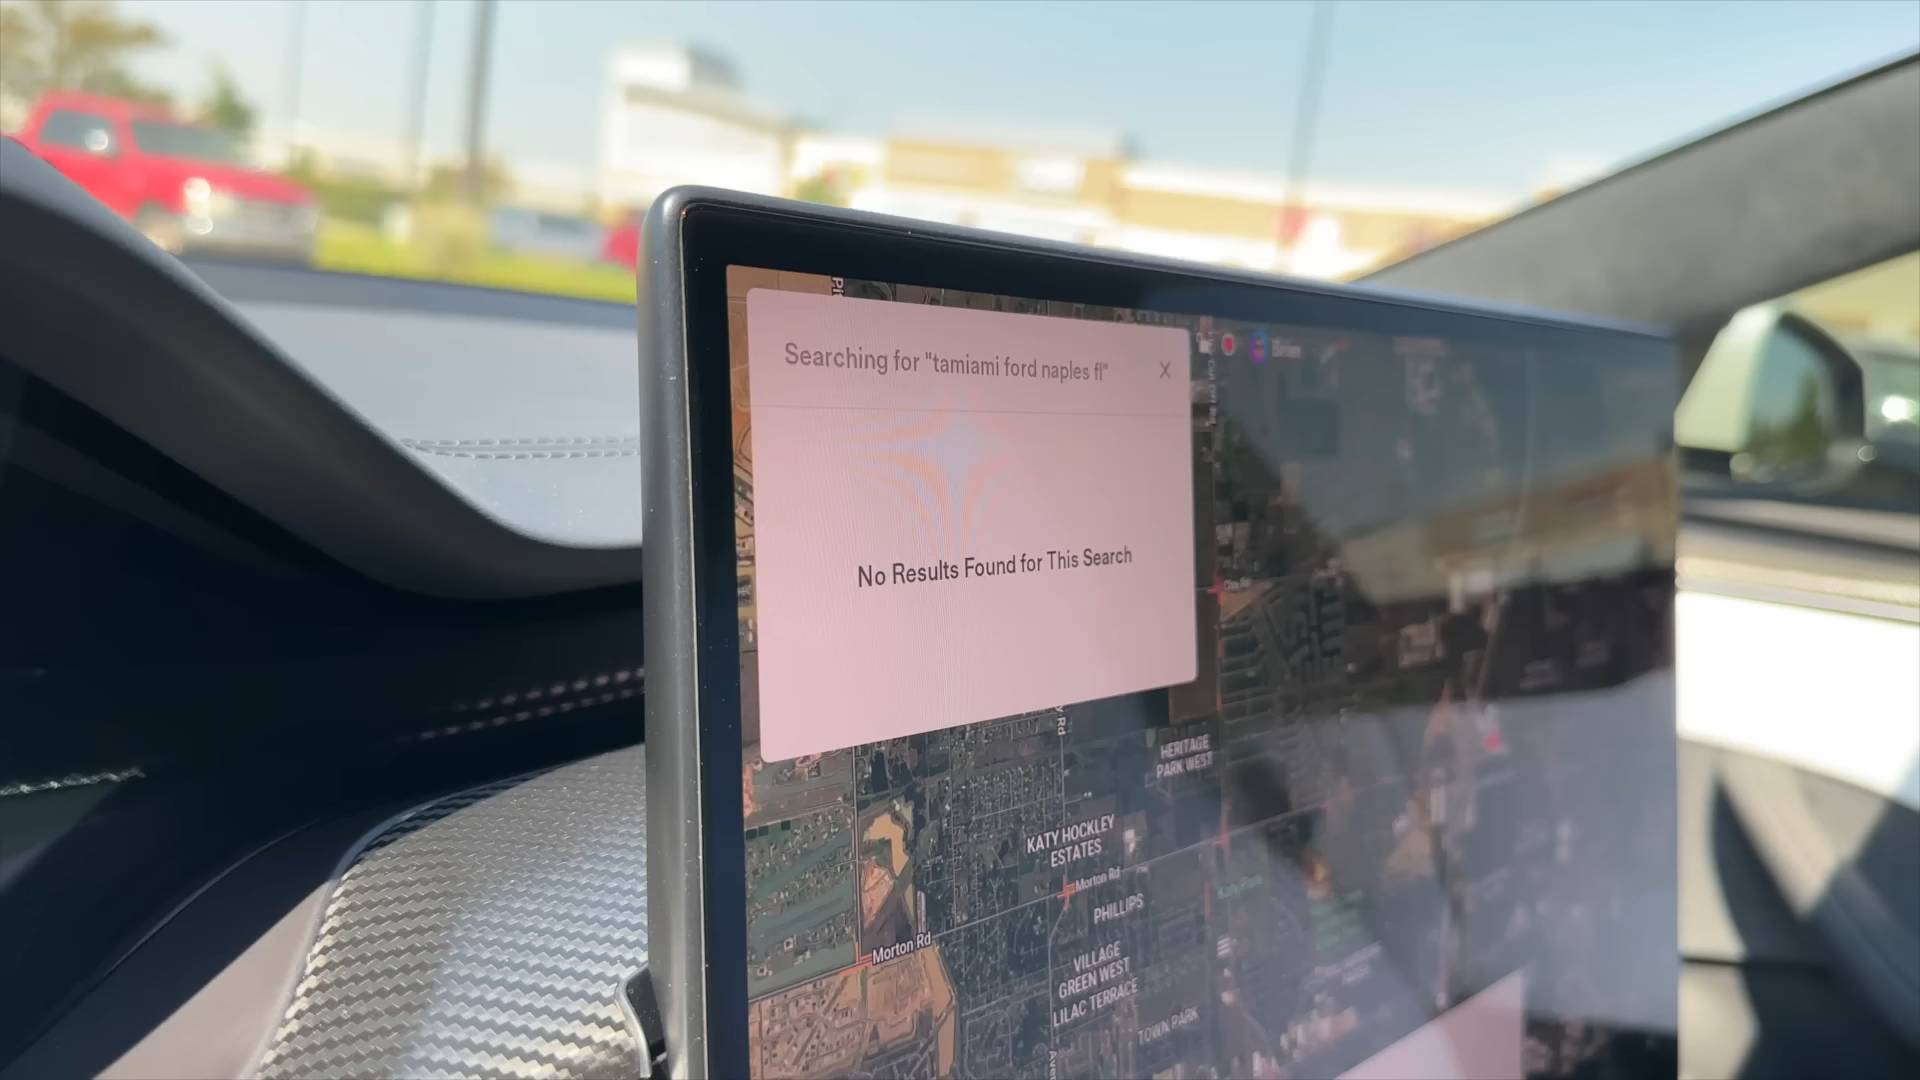 Searching for "tamiami ford naples fl"
X
No Results Found for This Search
HERITAGE
PARK WEST
KATY HOCKLEY
ESTATES
Morton Rd
PHILLIPS
Morton Rd
VILLAGE
GREEN WEST
LILAC TERRACE
TOWN PARK